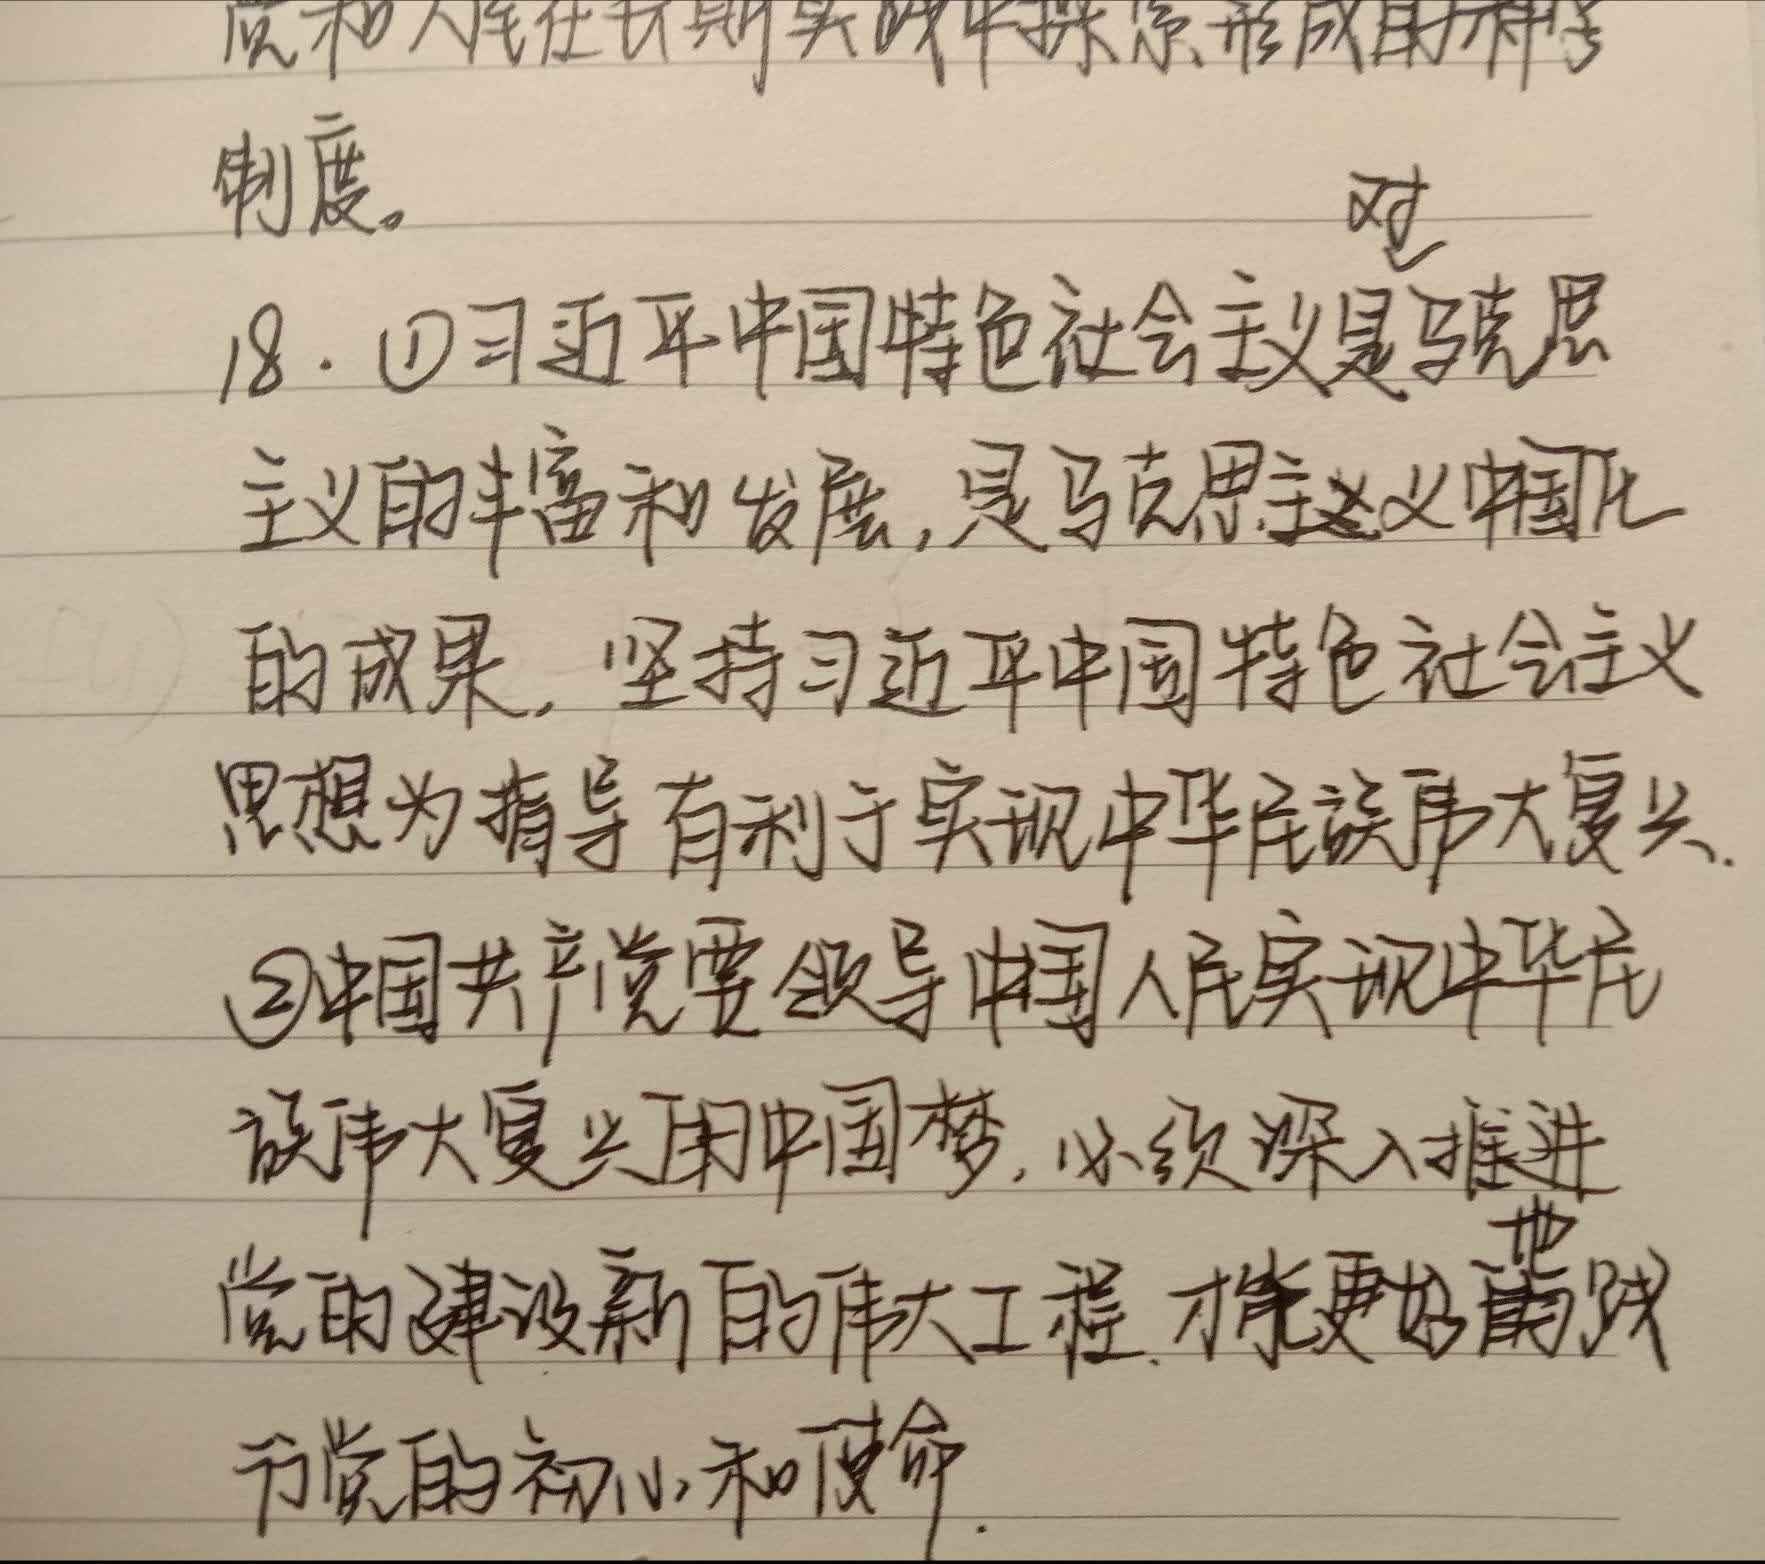 党和人民在长期实践中探索形成的科学
制度。
对
18.①习近平中国特色社会主义是马克思
主义的丰富和发展,是马克思主义中国化
的成果,坚持习近平中国特色社会主义
思想为指导有利于实现中华民族伟大复兴.
②中国共产党要领导中国人民实现中华民
族伟大复兴的中国梦,必须深入推进
地
党的建设新的伟大工程.才能更好践
行党的初心和使命.